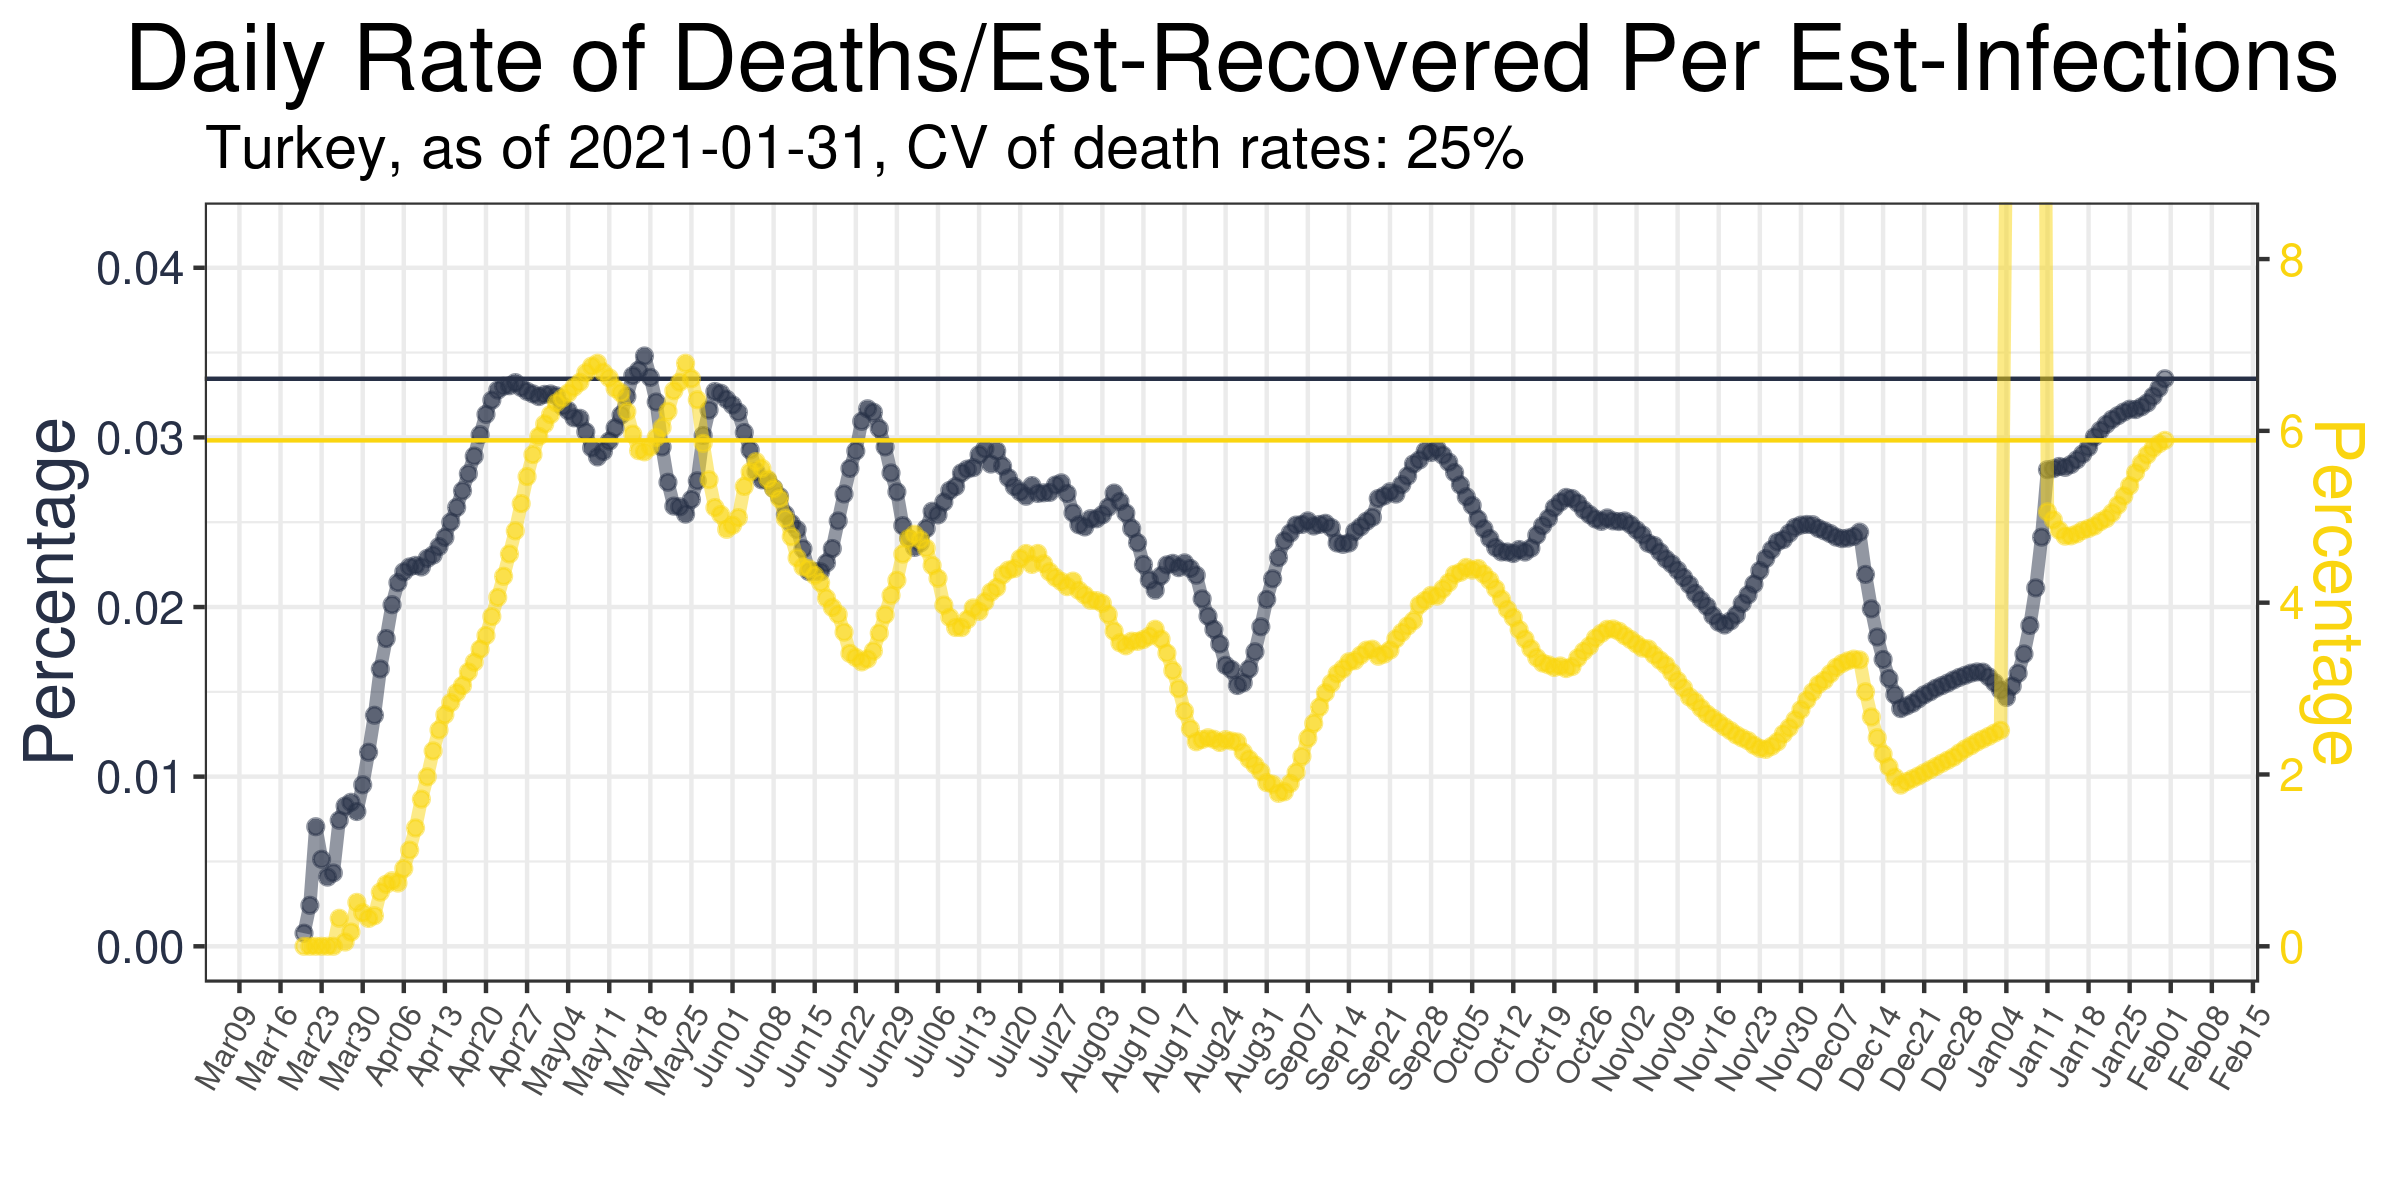 Daily Rate of Deaths/Est-Recovered Per Est-Infections
Turkey, as of 2021-01-31, CV of death rates: 25%
Percentage
0.04
0.03
0.02
0.01
0.00
8
6
4
2
0
Percentage
Mar09
Mar16
Mar23
Mar30
Apr06
Apr13
Apr20
Apr27
May04
May11
May18
May25
Jun01
Jun08
Jun15
Jun22
Jun29
Jul06
Jul13
Jul20
Jul27
Aug03
Aug10
Aug17
Aug24
Aug31
Sep07
Sep14
Sep21
Sep28
Oct05
Oct12
Oct19
Oct26
Nov02
Nov09
Nov16
Nov23
Nov30
Dec07
Dec14
Dec21
Dec28
Jan04
Jan11
Jan18
Jan25
Feb01
Feb08
Feb15